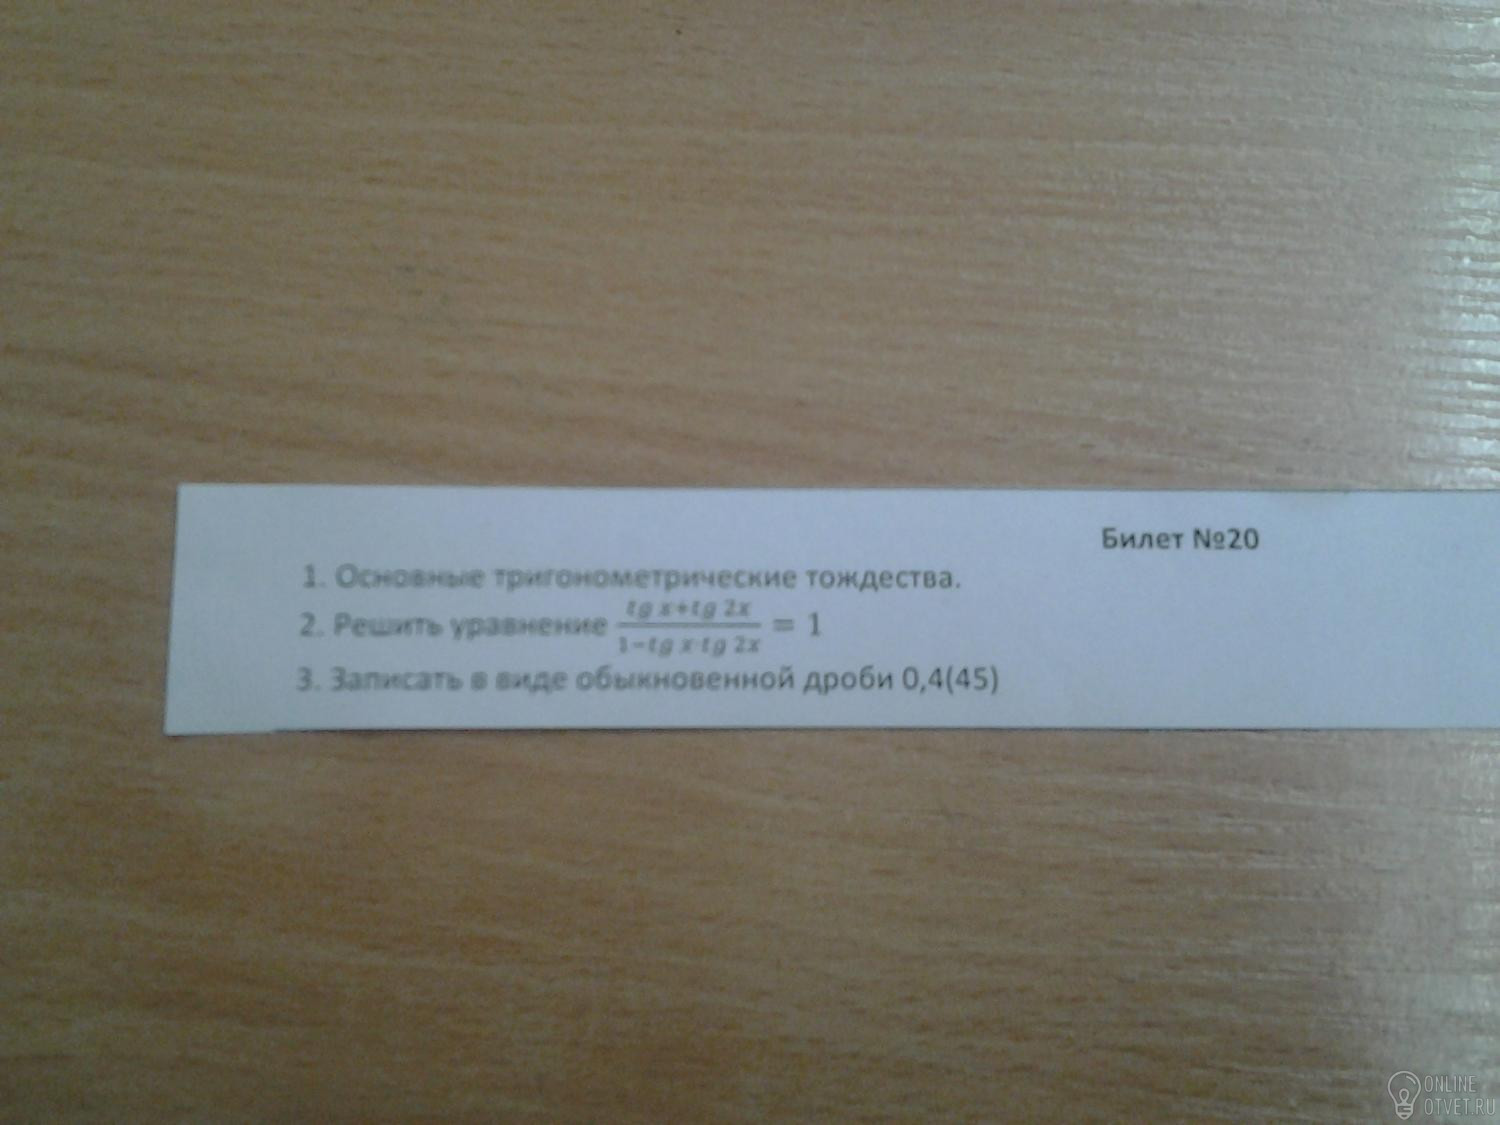 Билет №20
1. Основные тригонометрические тождества.
2. Решить уравнение (tg x+tg 2x)/(1−tg x·tg 2x) = 1
3. Записать в виде обыкновенной дроби 0,4(45)
ONLINE
OTVET.RU